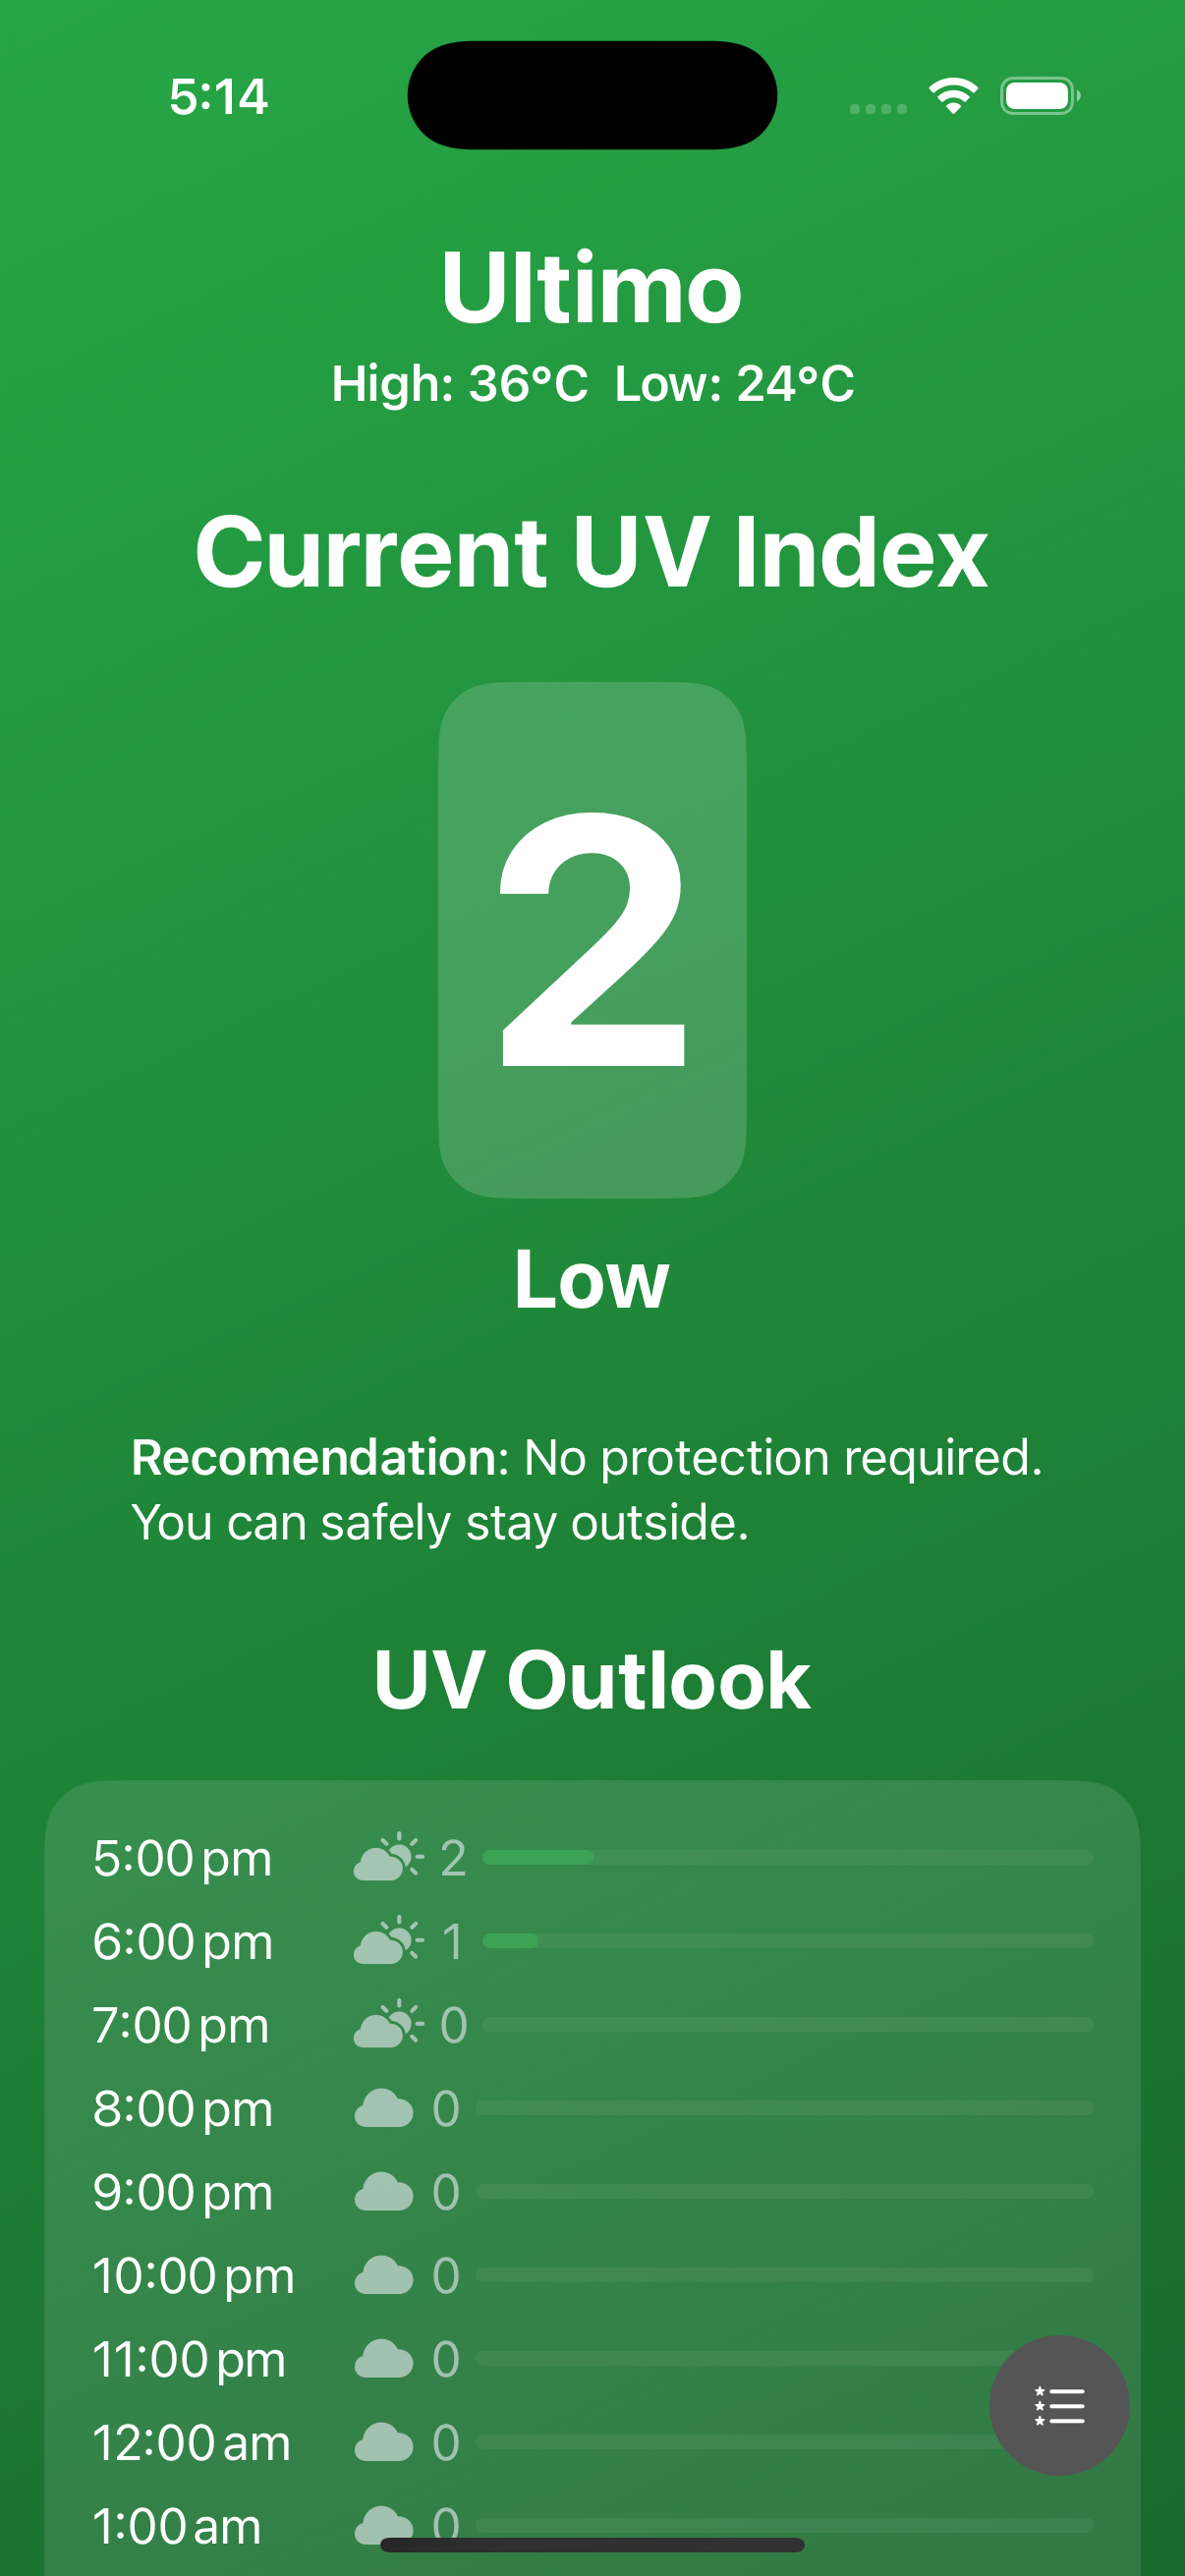 5:14
Ultimo
High: 36°C Low: 24°C
Current UV Index
2
Low
Recomendation: No protection required.
You can safely stay outside.
UV Outlook
5:00 pm 2
6:00 pm 1
7:00 pm 0
8:00 pm 0
9:00 pm 0
10:00 pm 0
11:00 pm 0
12:00 am 0
1:00 am 0